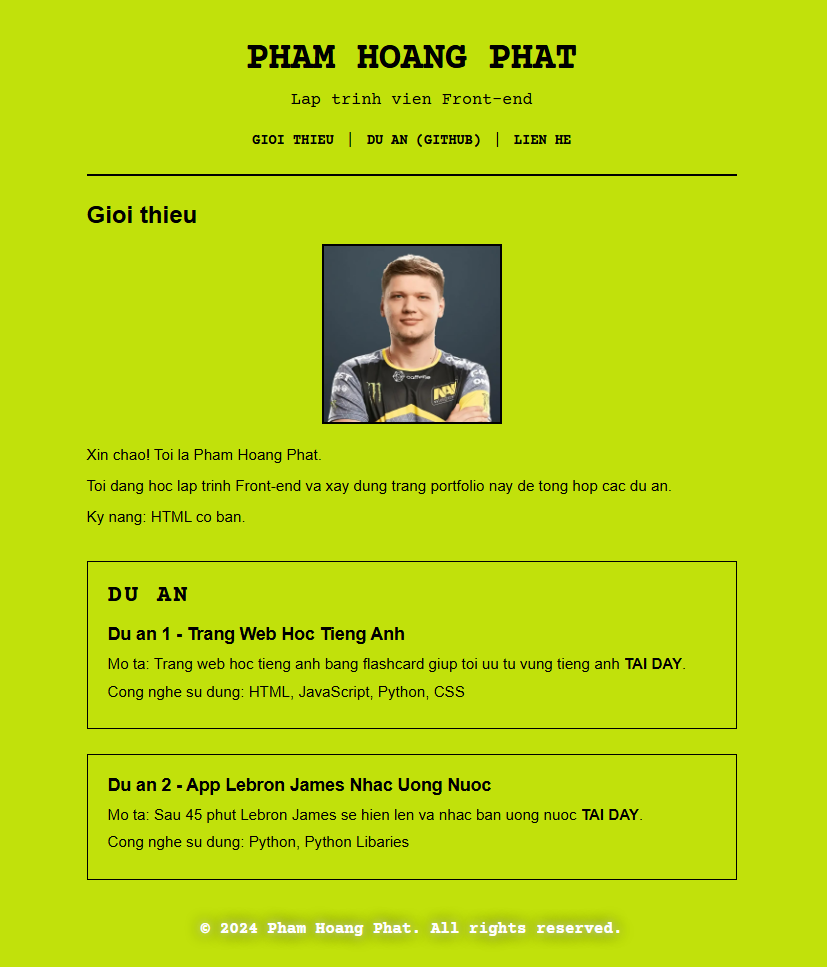 PHAM HOANG PHAT
Lap trinh vien Front-end
GIOI THIEU | DU AN (GITHUB) | LIEN HE
Gioi thieu
Xin chao! Toi la Pham Hoang Phat.
Toi dang hoc lap trinh Front-end va xay dung trang portfolio nay de tong hop cac du an.
Ky nang: HTML co ban.
DU AN
Du an 1 - Trang Web Hoc Tieng Anh
Mo ta: Trang web hoc tieng anh bang flashcard giup toi uu tu vung tieng anh TAI DAY.
Cong nghe su dung: HTML, JavaScript, Python, CSS
Du an 2 - App Lebron James Nhac Uong Nuoc
Mo ta: Sau 45 phut Lebron James se hien len va nhac ban uong nuoc TAI DAY.
Cong nghe su dung: Python, Python Libaries
© 2024 Pham Hoang Phat. All rights reserved.